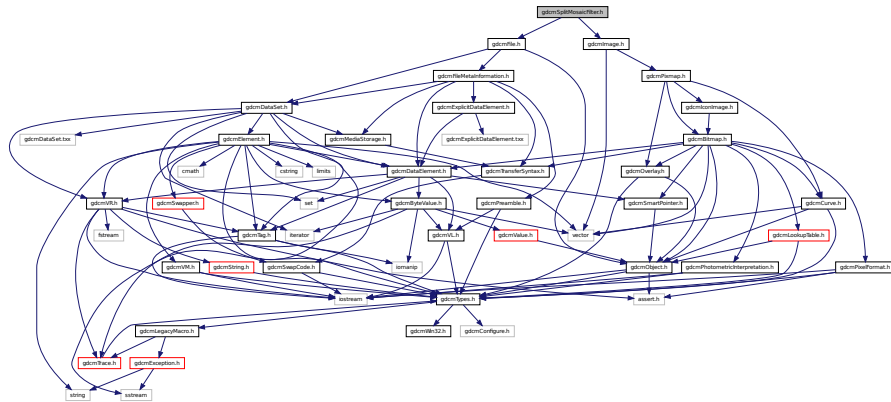 gdcmSplitMosaicFilter.h
gdcmFile.h
gdcmImage.h
gdcmFileMetaInformation.h
gdcmPixmap.h
gdcmDataSet.h
gdcmExplicitDataElement.h
gdcmIconImage.h
gdcmDataSet.txx
gdcmElement.h
gdcmMediaStorage.h
gdcmExplicitDataElement.txx
gdcmBitmap.h
cmath
cstring
limits
gdcmDataElement.h
gdcmTransferSyntax.h
gdcmOverlay.h
gdcmVR.h
gdcmSwapper.h
set
gdcmByteValue.h
gdcmPreamble.h
gdcmSmartPointer.h
gdcmCurve.h
fstream
gdcmTag.h
iterator
gdcmVL.h
gdcmValue.h
vector
gdcmLookupTable.h
gdcmVM.h
gdcmString.h
gdcmSwapCode.h
iomanip
gdcmObject.h
gdcmPhotometricInterpretation.h
gdcmPixelFormat.h
iostream
gdcmTypes.h
assert.h
gdcmLegacyMacro.h
gdcmWin32.h
gdcmConfigure.h
gdcmTrace.h
gdcmException.h
string
sstream